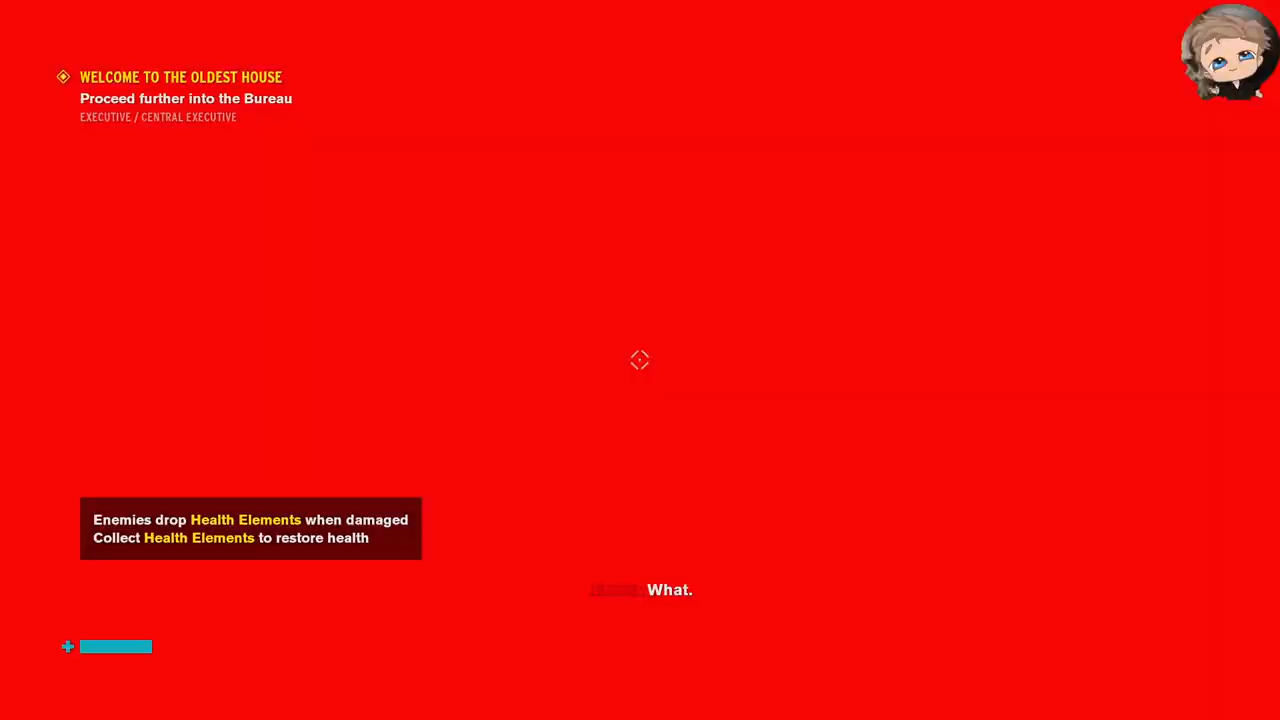 WELCOME TO THE OLDEST HOUSE
Proceed further into the Bureau
EXECUTIVE / CENTRAL EXECUTIVE
Enemies drop Health Elements when damaged
Collect Health Elements to restore health
What.